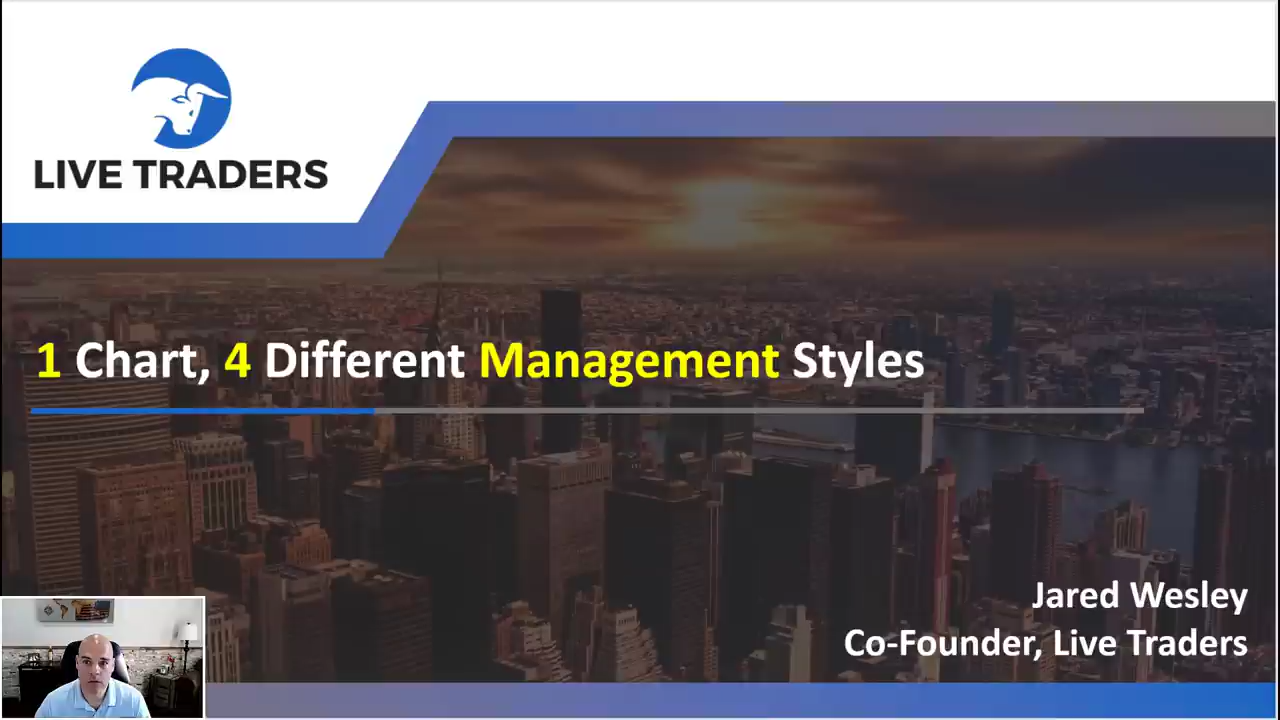 LIVE TRADERS
1 Chart, 4 Different Management Styles
Jared Wesley
Co-Founder, Live Traders